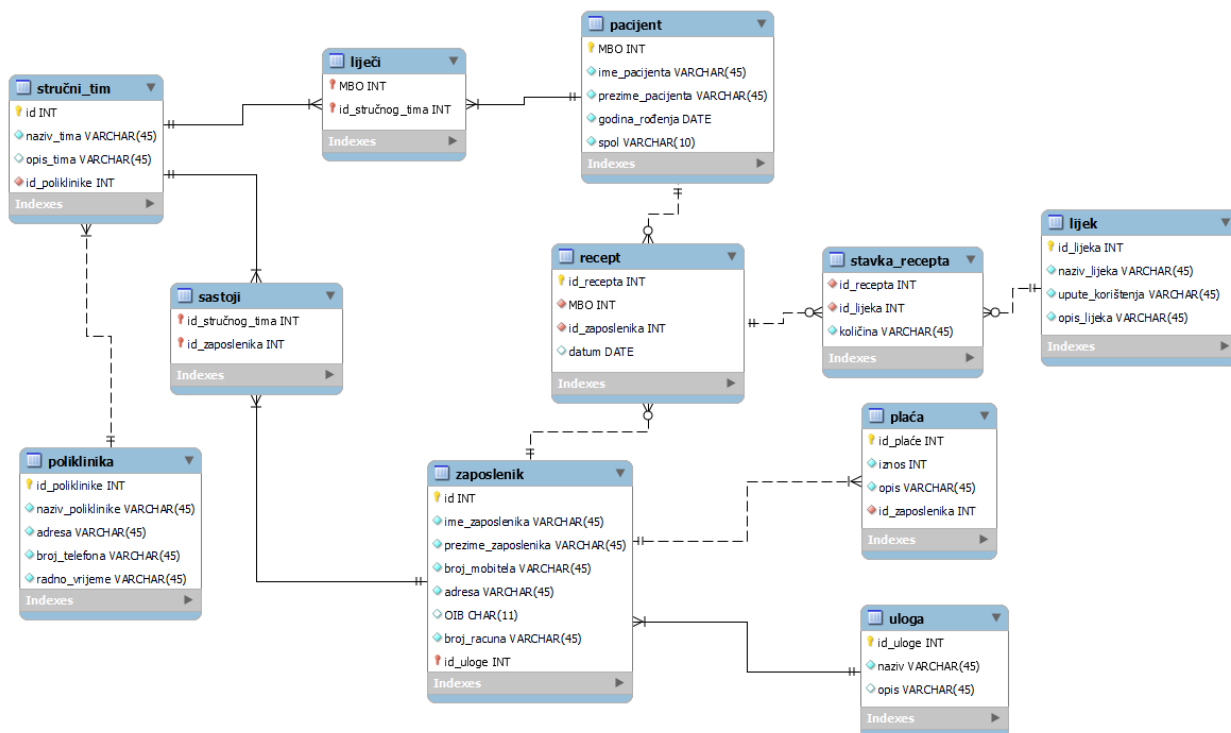 pacijent
MBO INT
ime_pacijenta VARCHAR(45)
prezime_pacijenta VARCHAR(45)
godina_rođenja DATE
spol VARCHAR(10)
Indexes
liječi
MBO INT
id_stručnog_tima INT
Indexes
stručni_tim
id INT
naziv_tima VARCHAR(45)
opis_tima VARCHAR(45)
id_poliklinike INT
Indexes
lijek
id_lijeka INT
naziv_lijeka VARCHAR(45)
upute_korištenja VARCHAR(45)
opis_lijeka VARCHAR(45)
Indexes
recept
id_recepta INT
MBO INT
id_zaposlenika INT
datum DATE
Indexes
stavka_recepta
id_recepta INT
id_lijeka INT
količina VARCHAR(45)
Indexes
sastoji
id_stručnog_tima INT
id_zaposlenika INT
Indexes
plaća
id_plaće INT
iznos INT
opis VARCHAR(45)
id_zaposlenika INT
Indexes
poliklinika
id_poliklinike INT
naziv_poliklinike VARCHAR(45)
adresa VARCHAR(45)
broj_telefona VARCHAR(45)
radno_vrijeme VARCHAR(45)
Indexes
zaposlenik
id INT
ime_zaposlenika VARCHAR(45)
prezime_zaposlenika VARCHAR(45)
broj_mobitela VARCHAR(45)
adresa VARCHAR(45)
OIB CHAR(11)
broj_racuna VARCHAR(45)
id_uloge INT
Indexes
uloga
id_uloge INT
naziv VARCHAR(45)
opis VARCHAR(45)
Indexes